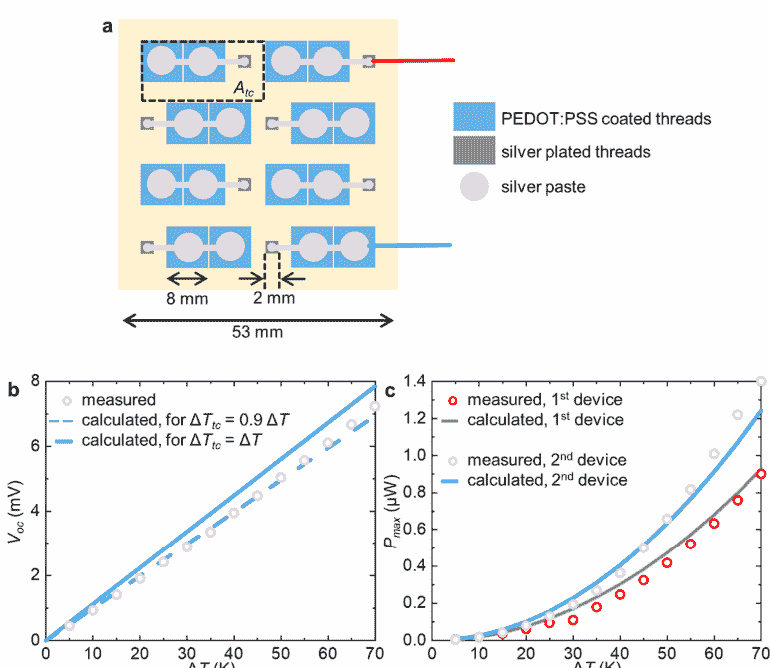 a
A_tc
PEDOT:PSS coated threads
silver plated threads
silver paste
8 mm
2 mm
53 mm
b
8
6
4
2
0
V_oc (mV)
measured
calculated, for ΔT_tc = 0.9 ΔT
calculated, for ΔT_tc = ΔT
0 10 20 30 40 50 60 70
ΔT (K)
c
1.4
1.2
1.0
0.8
0.6
0.4
0.2
0.0
P_max (μW)
measured, 1st device
calculated, 1st device
measured, 2nd device
calculated, 2nd device
0 10 20 30 40 50 60 70
ΔT (K)